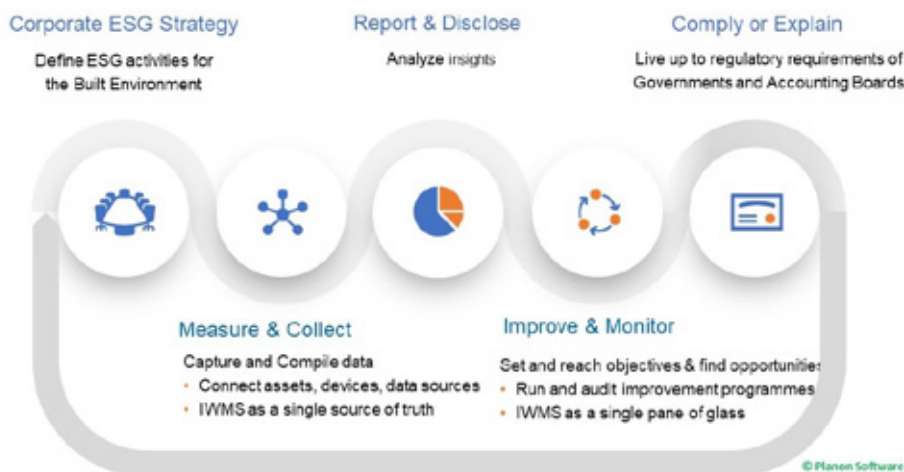 Corporate ESG Strategy
Define ESG activities for
the Built Environment
Report & Disclose
Analyze insights
Comply or Explain
Live up to regulatory requirements of
Governments and Accounting Boards
Measure & Collect
Capture and Compile data
• Connect assets, devices, data sources
• IWMS as a single source of truth
Improve & Monitor
Set and reach objectives & find opportunities
• Run and audit improvement programmes
• IWMS as a single pane of glass
© Planon Software